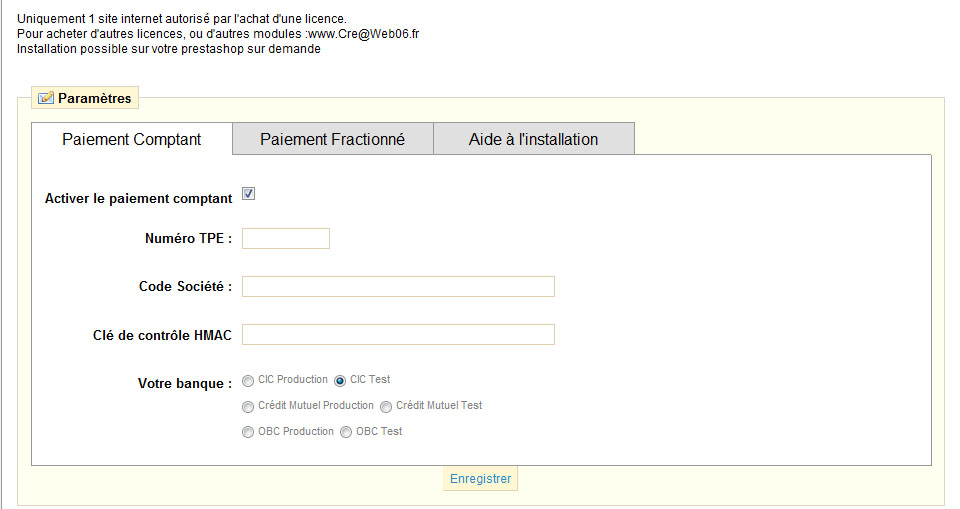 Uniquement 1 site internet autorisé par l'achat d'une licence.
Pour acheter d'autres licences, ou d'autres modules :www.Cre@Web06.fr
Installation possible sur votre prestashop sur demande
Paramètres
Paiement Comptant Paiement Fractionné Aide à l'installation
Activer le paiement comptant
Numéro TPE :
Code Société :
Clé de contrôle HMAC
Votre banque : CIC Production CIC Test
Crédit Mutuel Production Crédit Mutuel Test
OBC Production OBC Test
Enregistrer